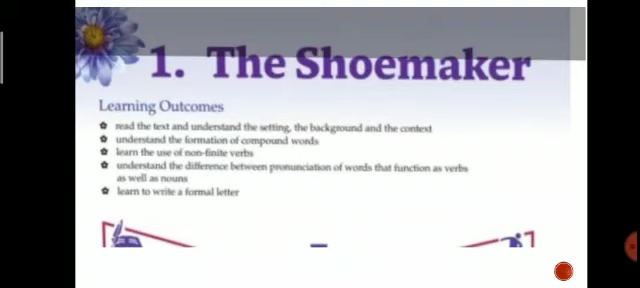 1. The Shoemaker
Learning Outcomes
read the text and understand the setting, the background and the context
understand the formation of compound words
learn the use of non-finite verbs
understand the difference between pronunciation of words that function as verbs
as well as nouns
learn to write a formal letter